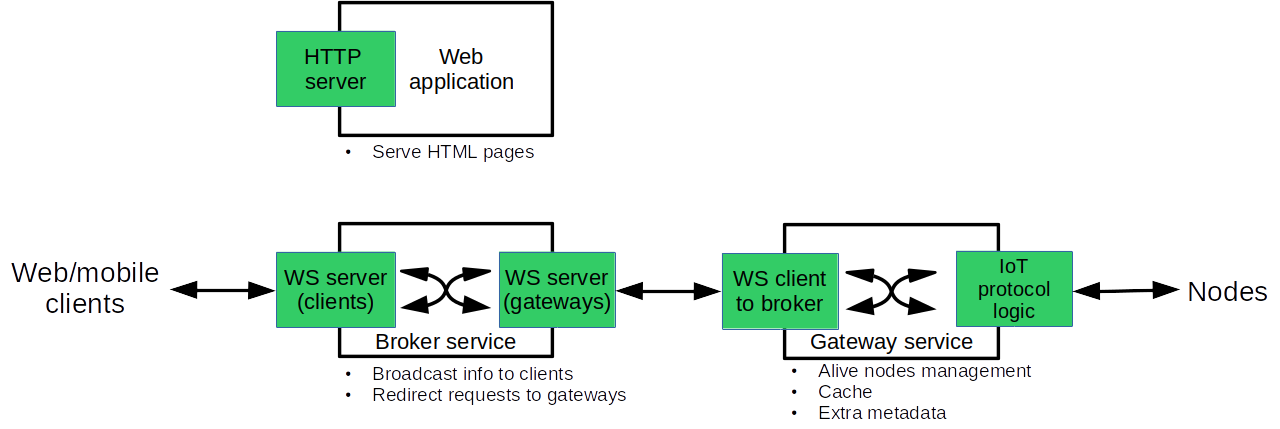 HTTP
server
Web
application
• Serve HTML pages
Web/mobile
clients
WS server
(clients)
WS server
(gateways)
Broker service
• Broadcast info to clients
• Redirect requests to gateways
WS client
to broker
IoT
protocol
logic
Gateway service
• Alive nodes management
• Cache
• Extra metadata
Nodes